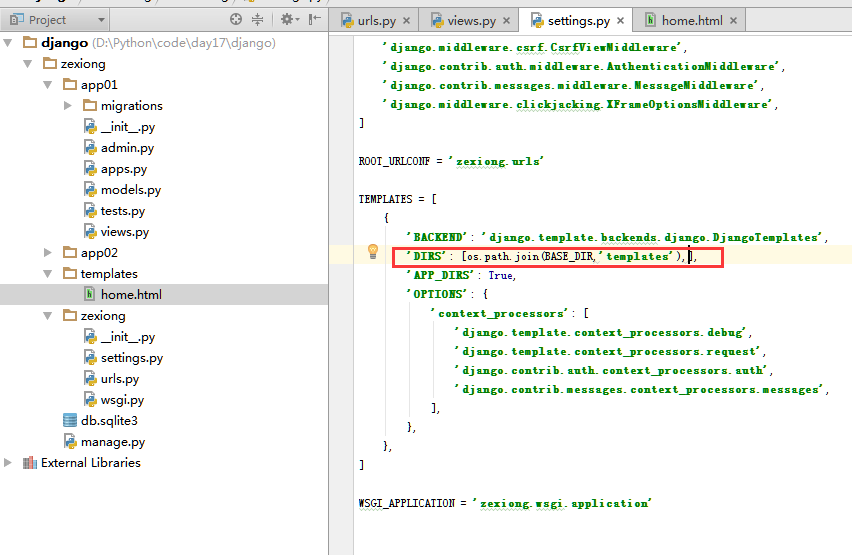 Project
urls.py
views.py
settings.py
home.html
django (D:\Python\code\day17\django)
zexiong
app01
migrations
__init__.py
admin.py
apps.py
models.py
tests.py
views.py
app02
templates
home.html
zexiong
__init__.py
settings.py
urls.py
wsgi.py
db.sqlite3
manage.py
External Libraries
'django.middleware.csrf.CsrfViewMiddleware',
'django.contrib.auth.middleware.AuthenticationMiddleware',
'django.contrib.messages.middleware.MessageMiddleware',
'django.middleware.clickjacking.XFrameOptionsMiddleware',
]
ROOT_URLCONF = 'zexiong.urls'
TEMPLATES = [
{
'BACKEND': 'django.template.backends.django.DjangoTemplates',
'DIRS': [os.path.join(BASE_DIR,'templates'),],
'APP_DIRS': True,
'OPTIONS': {
'context_processors': [
'django.template.context_processors.debug',
'django.template.context_processors.request',
'django.contrib.auth.context_processors.auth',
'django.contrib.messages.context_processors.messages',
],
},
},
]
WSGI_APPLICATION = 'zexiong.wsgi.application'